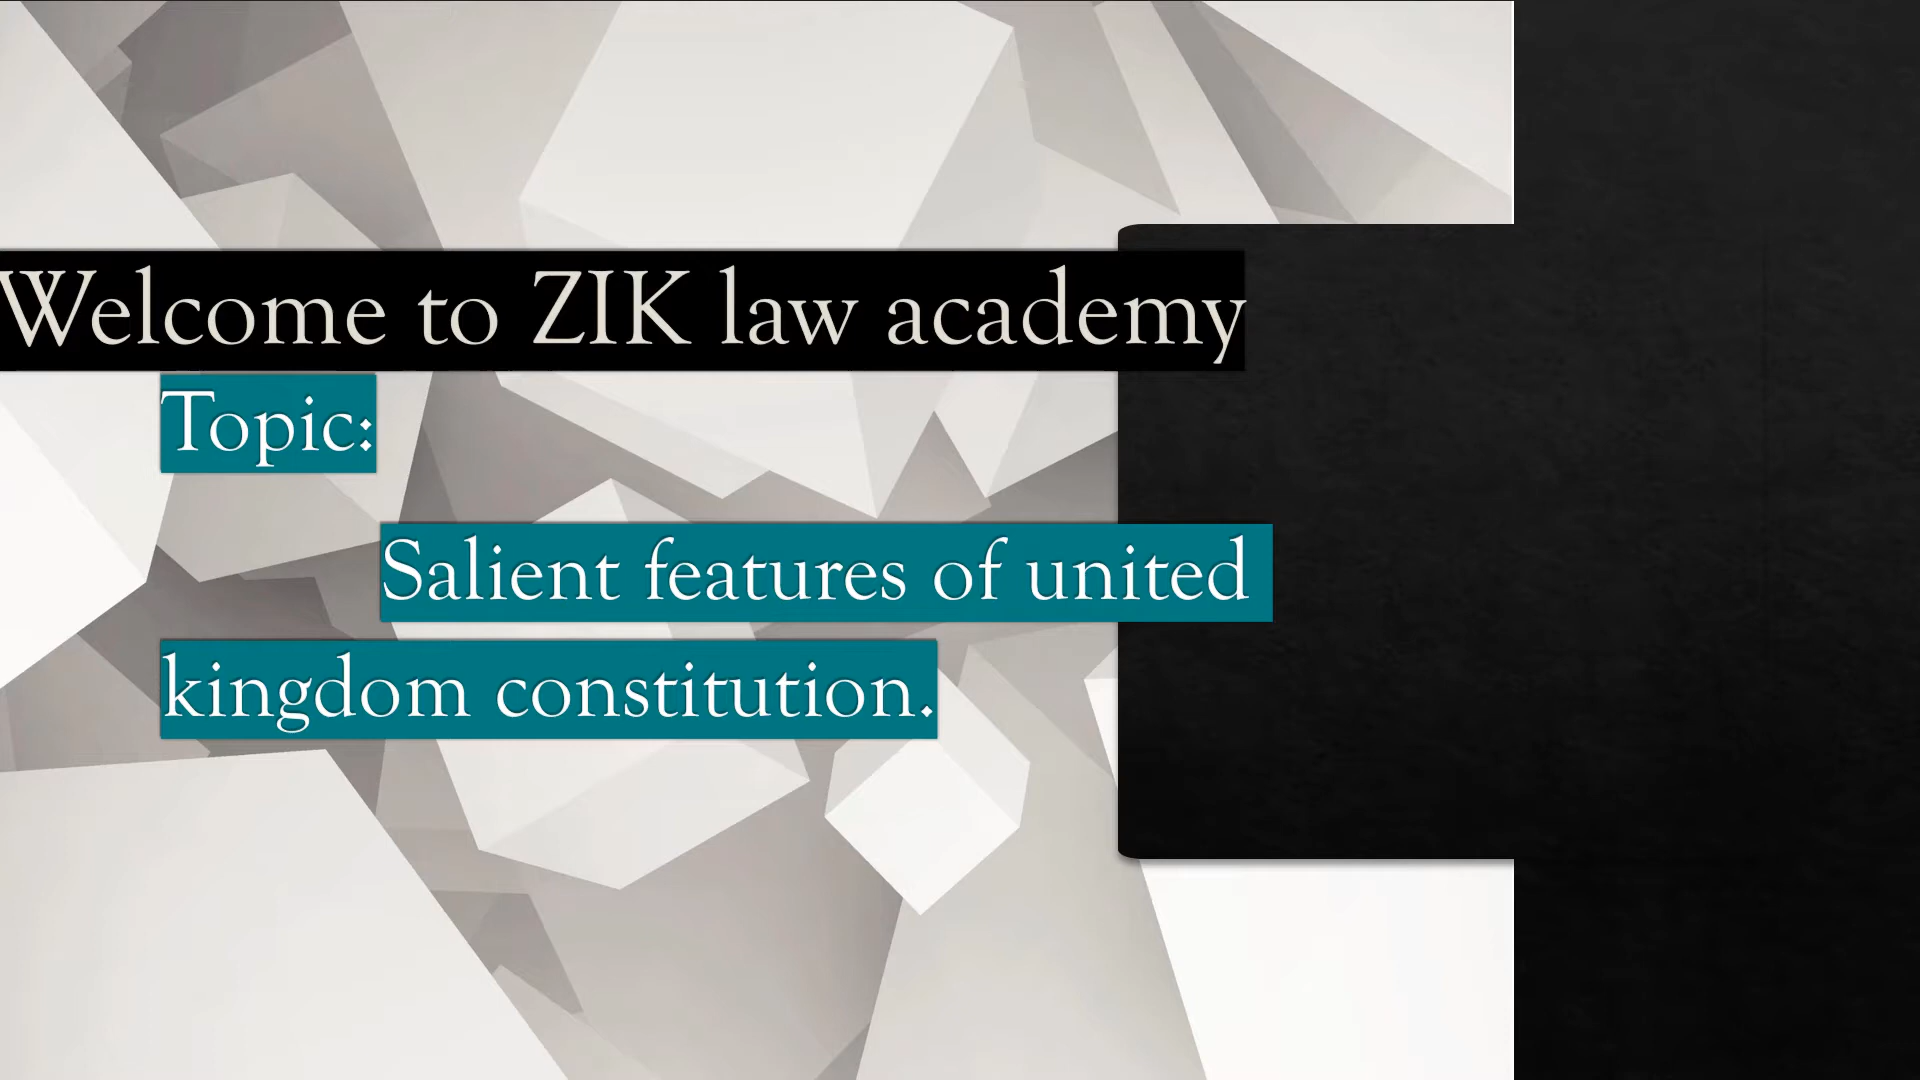 Welcome to ZIK law academy
Topic:
Salient features of united
kingdom constitution.